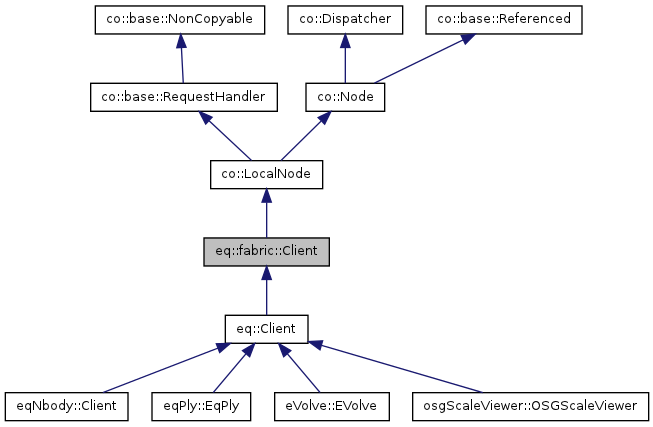 co::base::NonCopyable
co::Dispatcher
co::base::Referenced
co::base::RequestHandler
co::Node
co::LocalNode
eq::fabric::Client
eq::Client
eqNbody::Client
eqPly::EqPly
eVolve::EVolve
osgScaleViewer::OSGScaleViewer